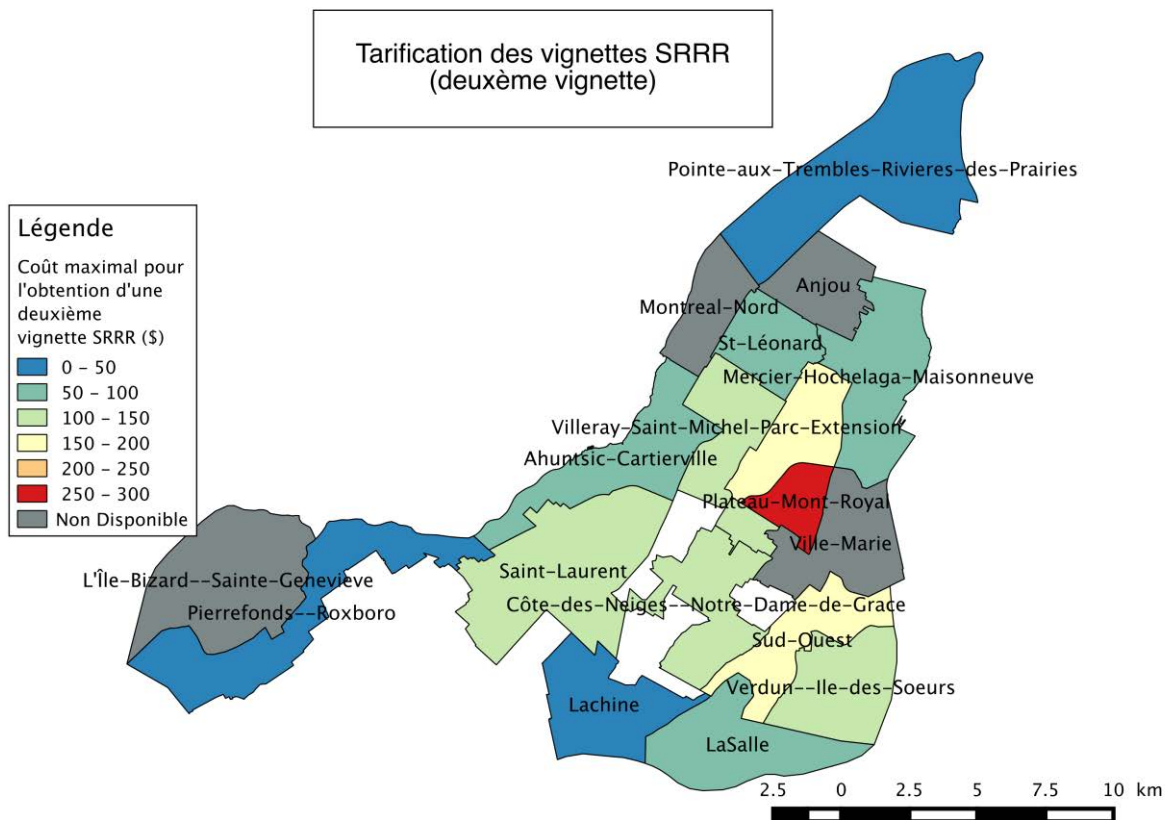 Tarification des vignettes SRRR
(deuxième vignette)
Pointe-aux-Trembles-Rivieres-des-Prairies
Légende
Coût maximal pour
l'obtention d'une
deuxième
vignette SRRR ($)
0 - 50
50 - 100
100 - 150
150 - 200
200 - 250
250 - 300
Non Disponible
Anjou
Montreal-Nord
St-Léonard
Mercier-Hochelaga-Maisonneuve
Villeray-Saint-Michel-Parc-Extension
Ahuntsic-Cartierville
Plateau-Mont-Royal
Ville-Marie
Saint-Laurent
L'Île-Bizard--Sainte-Genevieve
Côte-des-Neiges--Notre-Dame-de-Grace
Pierrefonds--Roxboro
Sud-Ouest
Verdun--Ile-des-Soeurs
Lachine
LaSalle
2.5 0 2.5 5 7.5 10 km